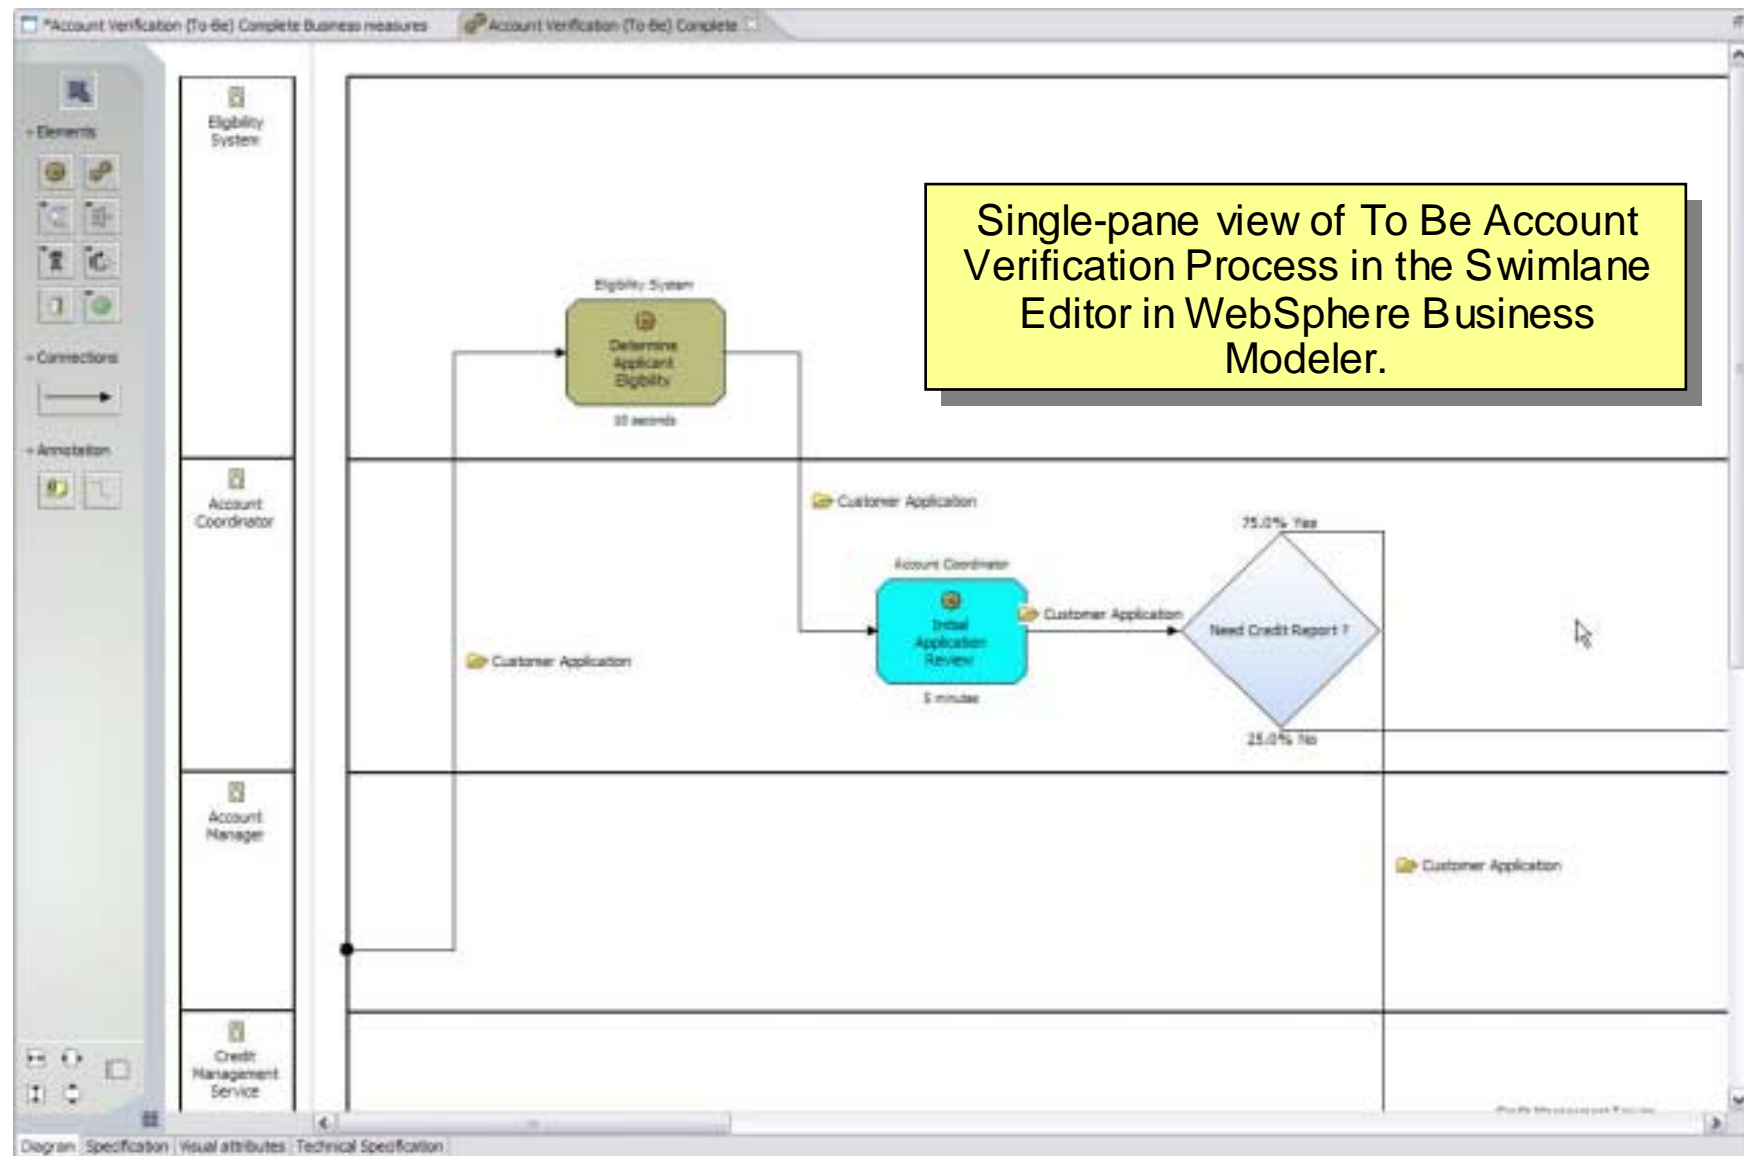 *Account Verification (To-Be) Complete Business measures
Account Verification (To-Be) Complete
Elements
Connections
Annotation
Eligibility
System
Single-pane view of To Be Account
Verification Process in the Swimlane
Editor in WebSphere Business
Modeler.
Eligibility System
Determine
Applicant
Eligibility
10 seconds
Account
Coordinator
Customer Application
75.0% Yes
Account Coordinator
Initial
Application
Review
5 minutes
Customer Application
Need Credit Report ?
Customer Application
25.0% No
Account
Manager
Customer Application
Credit
Management
Service
Diagram
Specification
Visual attributes
Technical Specification